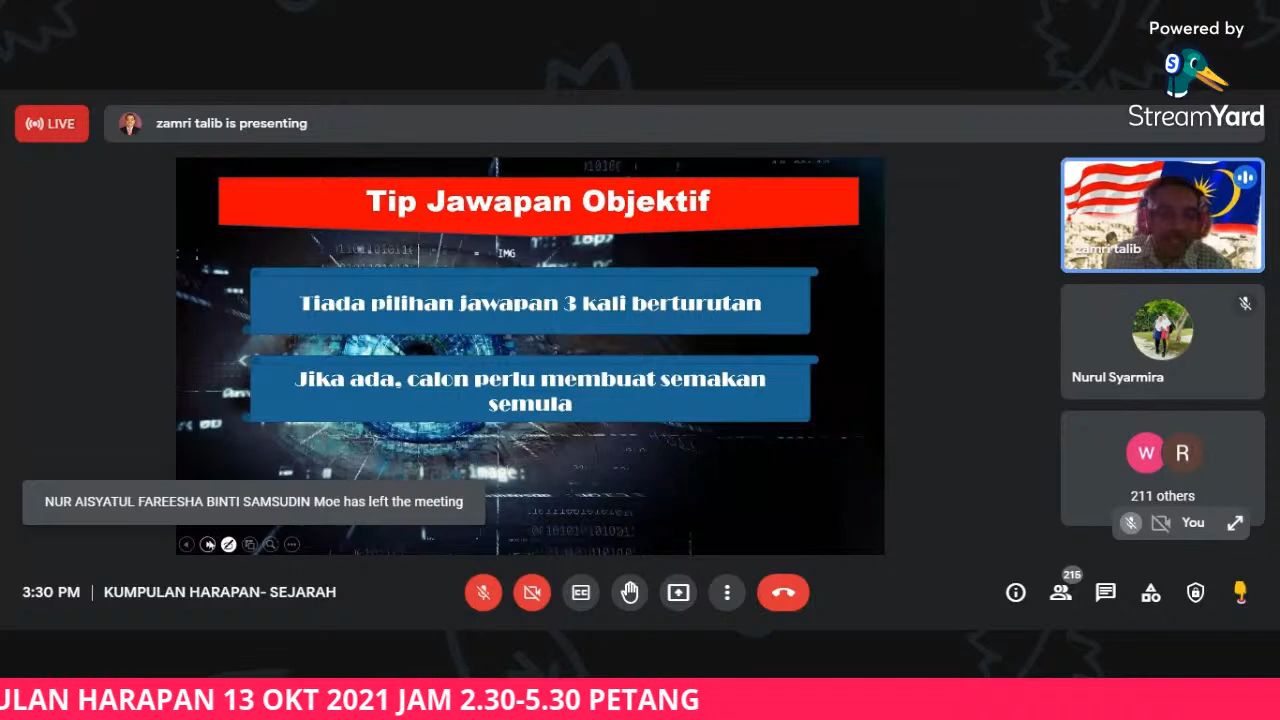 Powered by
StreamYard
LIVE
zamri talib is presenting
Tip Jawapan Objektif
IMG
Tiada pilihan jawapan 3 kali berturutan
Jika ada, calon perlu membuat semakan
semula
image:
zamri talib
Nurul Syarmira
W R
211 others
You
NUR AISYATUL FAREESHA BINTI SAMSUDIN Moe has left the meeting
3:30 PM | KUMPULAN HARAPAN- SEJARAH
CC
215
ULAN HARAPAN 13 OKT 2021 JAM 2.30-5.30 PETANG